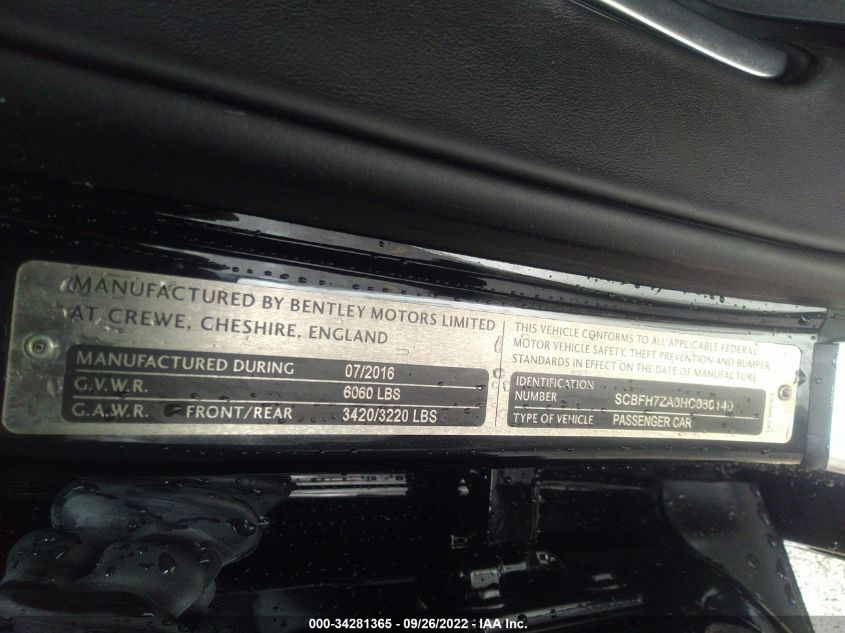 MANUFACTURED BY BENTLEY MOTORS LIMITED
AT CREWE, CHESHIRE, ENGLAND
MANUFACTURED DURING 07/2016
G.V.W.R. 6060 LBS
G.A.W.R. FRONT/REAR 3420/3220 LBS
THIS VEHICLE CONFORMS TO ALL APPLICABLE FEDERAL
MOTOR VEHICLE SAFETY, THEFT PREVENTION AND BUMPER
STANDARDS IN EFFECT ON THE DATE OF MANUFACTURE
IDENTIFICATION
NUMBER SCBFH7ZA0HC060140
TYPE OF VEHICLE PASSENGER CAR
000-34281365 - 09/26/2022 - IAA Inc.